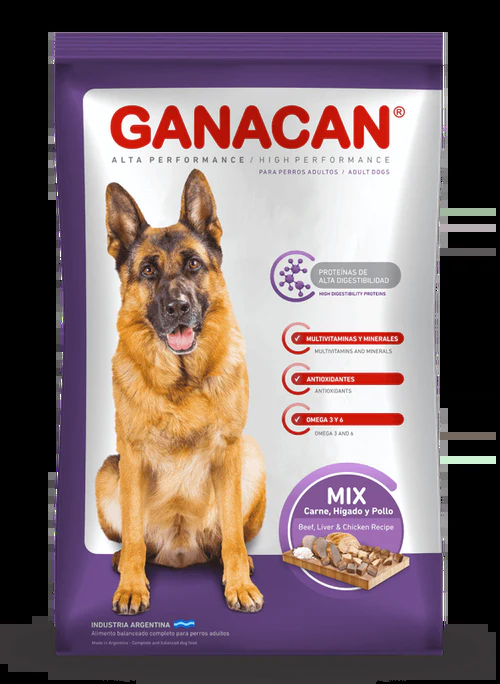 GANACAN®
ALTA PERFORMANCE / HIGH PERFORMANCE
PARA PERROS ADULTOS / ADULT DOGS
PROTEÍNAS DE
ALTA DIGESTIBILIDAD
HIGH DIGESTIBILITY PROTEINS
MULTIVITAMINAS Y MINERALES
MULTIVITAMINS AND MINERALS
ANTIOXIDANTES
ANTIOXIDANTS
OMEGA 3 Y 6
OMEGA 3 AND 6
MIX
Carne, Hígado y Pollo
Beef, Liver & Chicken Recipe
INDUSTRIA ARGENTINA
Alimento balanceado completo para perros adultos
Made in Argentina - Complete and balanced dog food